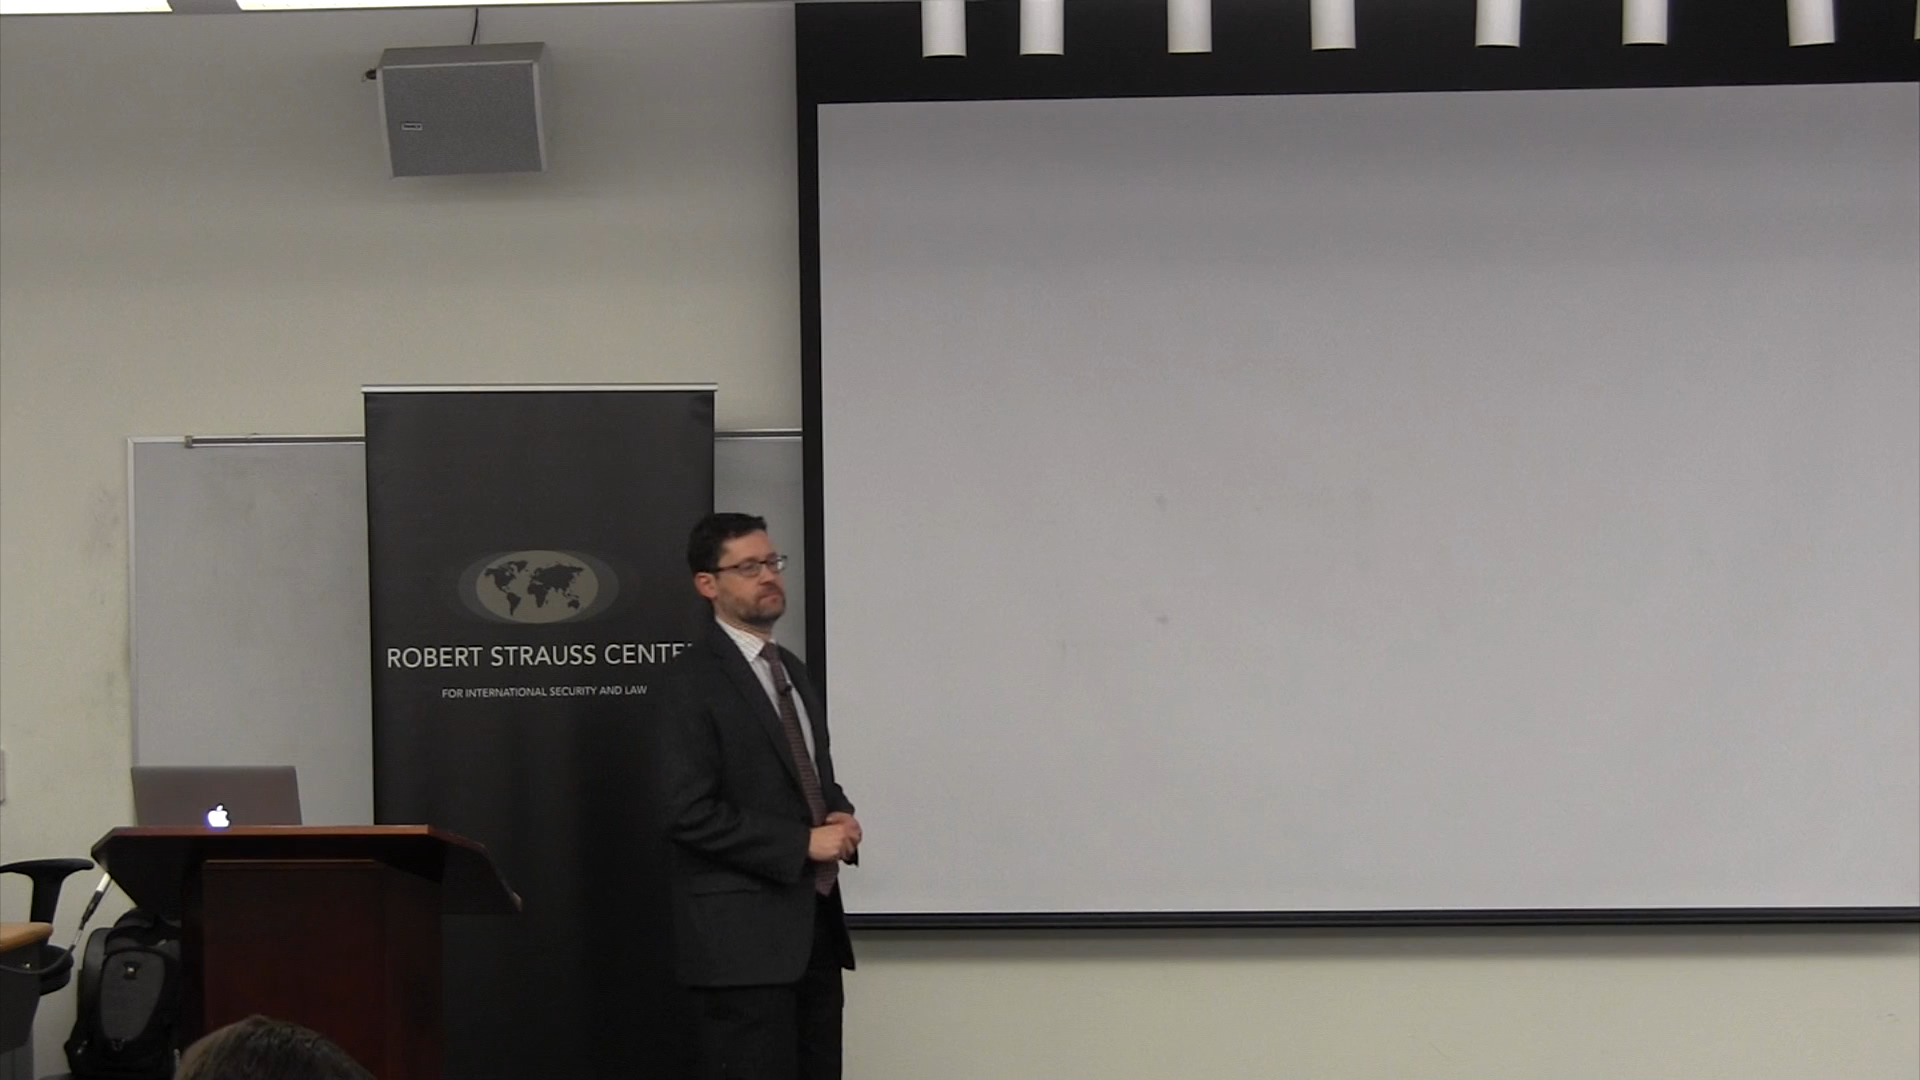 ROBERT STRAUSS CENTE
FOR INTERNATIONAL SECURITY AND LAW